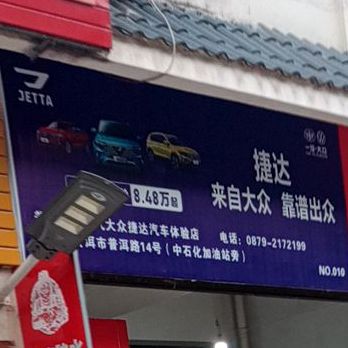 JETTA
一汽-大众
捷达
来自大众 靠谱出众
8.48万起
大众捷达汽车体验店
电话：0879-2172199
洱市普洱路14号（中石化加油站旁）
NO.010